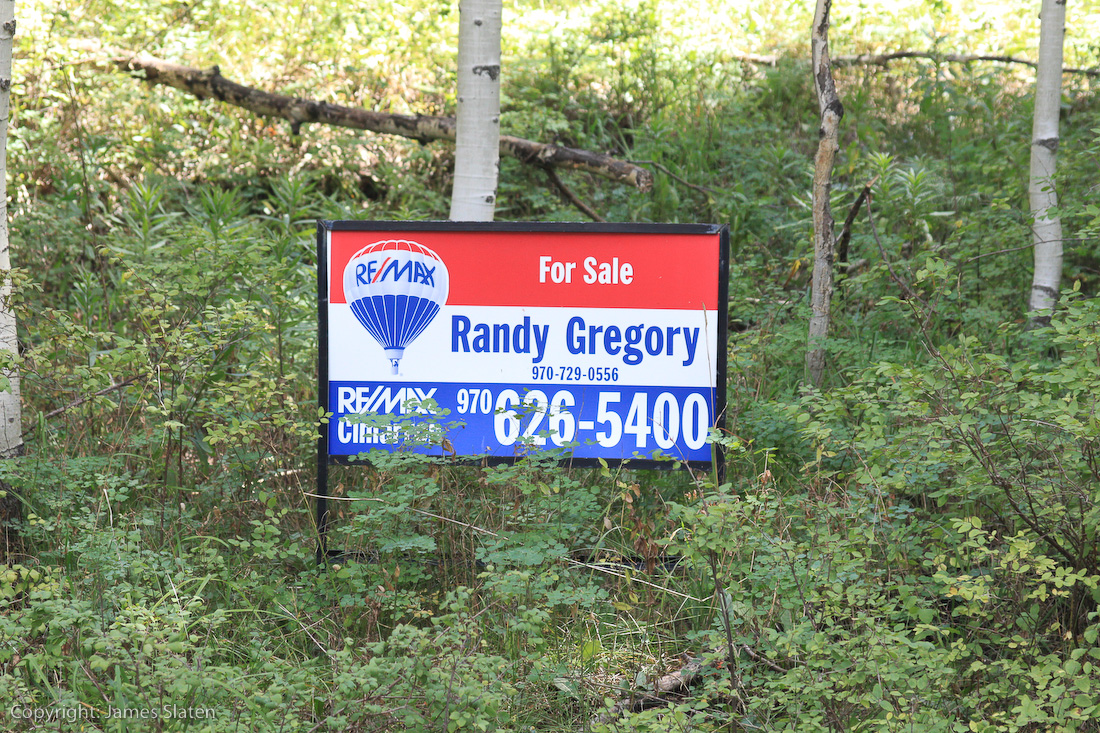 For Sale
RE/MAX
Randy Gregory
970-729-0556
RE/MAX
970 626-5400
Copyright: James Slaten